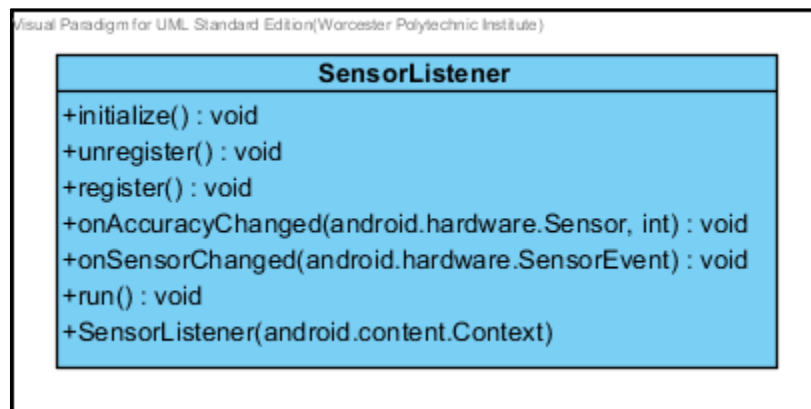 Visual Paradigm for UML Standard Edition(Worcester Polytechnic Institute)
SensorListener
+initialize() : void
+unregister() : void
+register() : void
+onAccuracyChanged(android.hardware.Sensor, int) : void
+onSensorChanged(android.hardware.SensorEvent) : void
+run() : void
+SensorListener(android.content.Context)